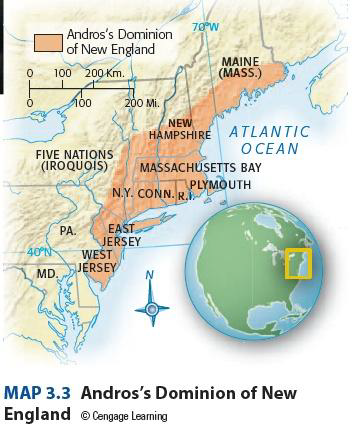 Andros's Dominion
of New England
0 100 200 Km.
0 100 200 Mi.
70°W
MAINE
(MASS.)
NEW
HAMPSHIRE
ATLANTIC
OCEAN
FIVE NATIONS
(IROQUOIS)
MASSACHUSETTS BAY
PLYMOUTH
N.Y. CONN. R.I.
PA.
EAST
JERSEY
40°N
WEST
JERSEY
MD.
N
MAP 3.3 Andros's Dominion of New
England © Cengage Learning